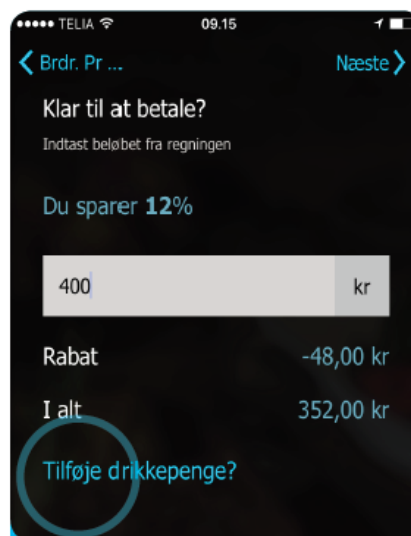 TELIA 09.15
Brdr. Pr ... Næste
Klar til at betale?
Indtast beløbet fra regningen
Du sparer 12%
400 kr
Rabat -48,00 kr
I alt 352,00 kr
Tilføje drikkepenge?